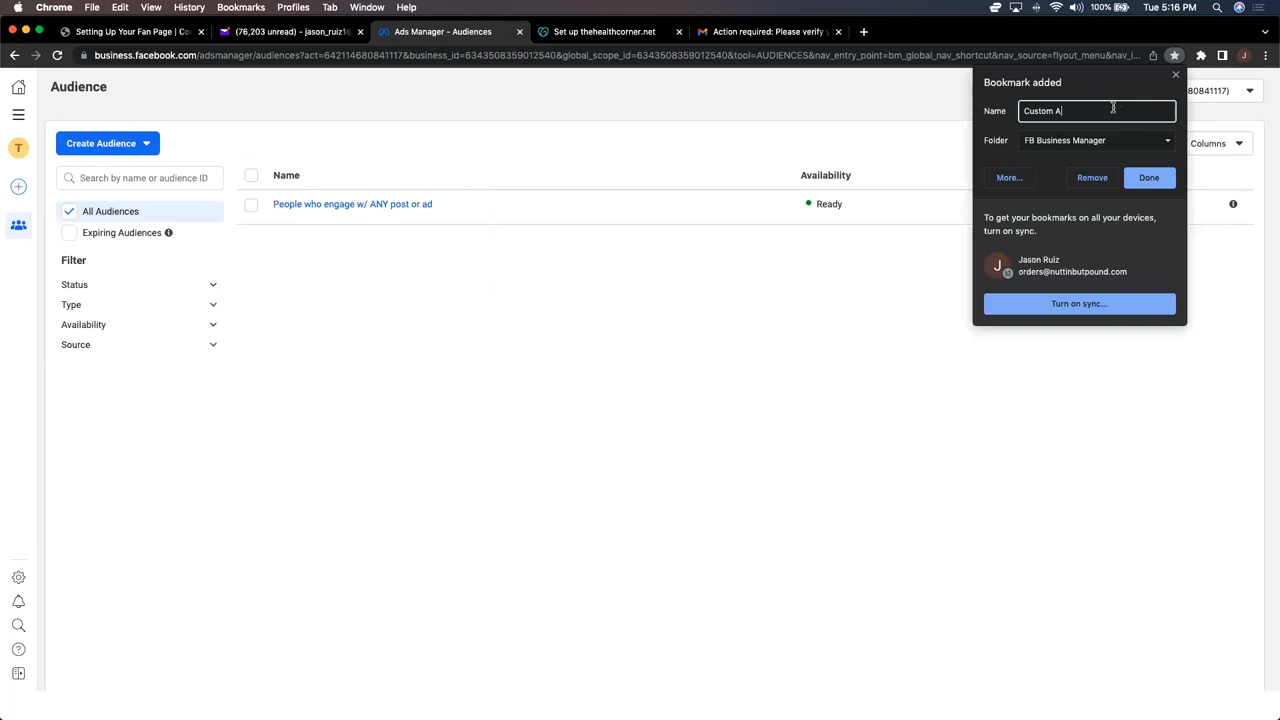 Chrome File Edit View History Bookmarks Profiles Tab Window Help 100% Tue 5:16 PM
Setting Up Your Fan Page | Co
(76,203 unread) - jason_ruiz1
Ads Manager - Audiences
Set up thehealthcorner.net
Action required: Please verify
business.facebook.com/adsmanager/audiences?act=642114680841117&business_id=6343508359012540&global_scope_id=6343508359012540&tool=AUDIENCES&nav_entry_point=bm_global_nav_shortcut&nav_source=flyout_menu&nav_i...
J
Audience
80841117)
Bookmark added
Name Custom A
Folder FB Business Manager
More... Remove Done
To get your bookmarks on all your devices,
turn on sync.
J
Jason Ruiz
orders@nuttinbutpound.com
Turn on sync...
T
Create Audience
Columns
Search by name or audience ID
Name Availability
All Audiences
People who engage w/ ANY post or ad Ready
Expiring Audiences
Filter
Status
Type
Availability
Source